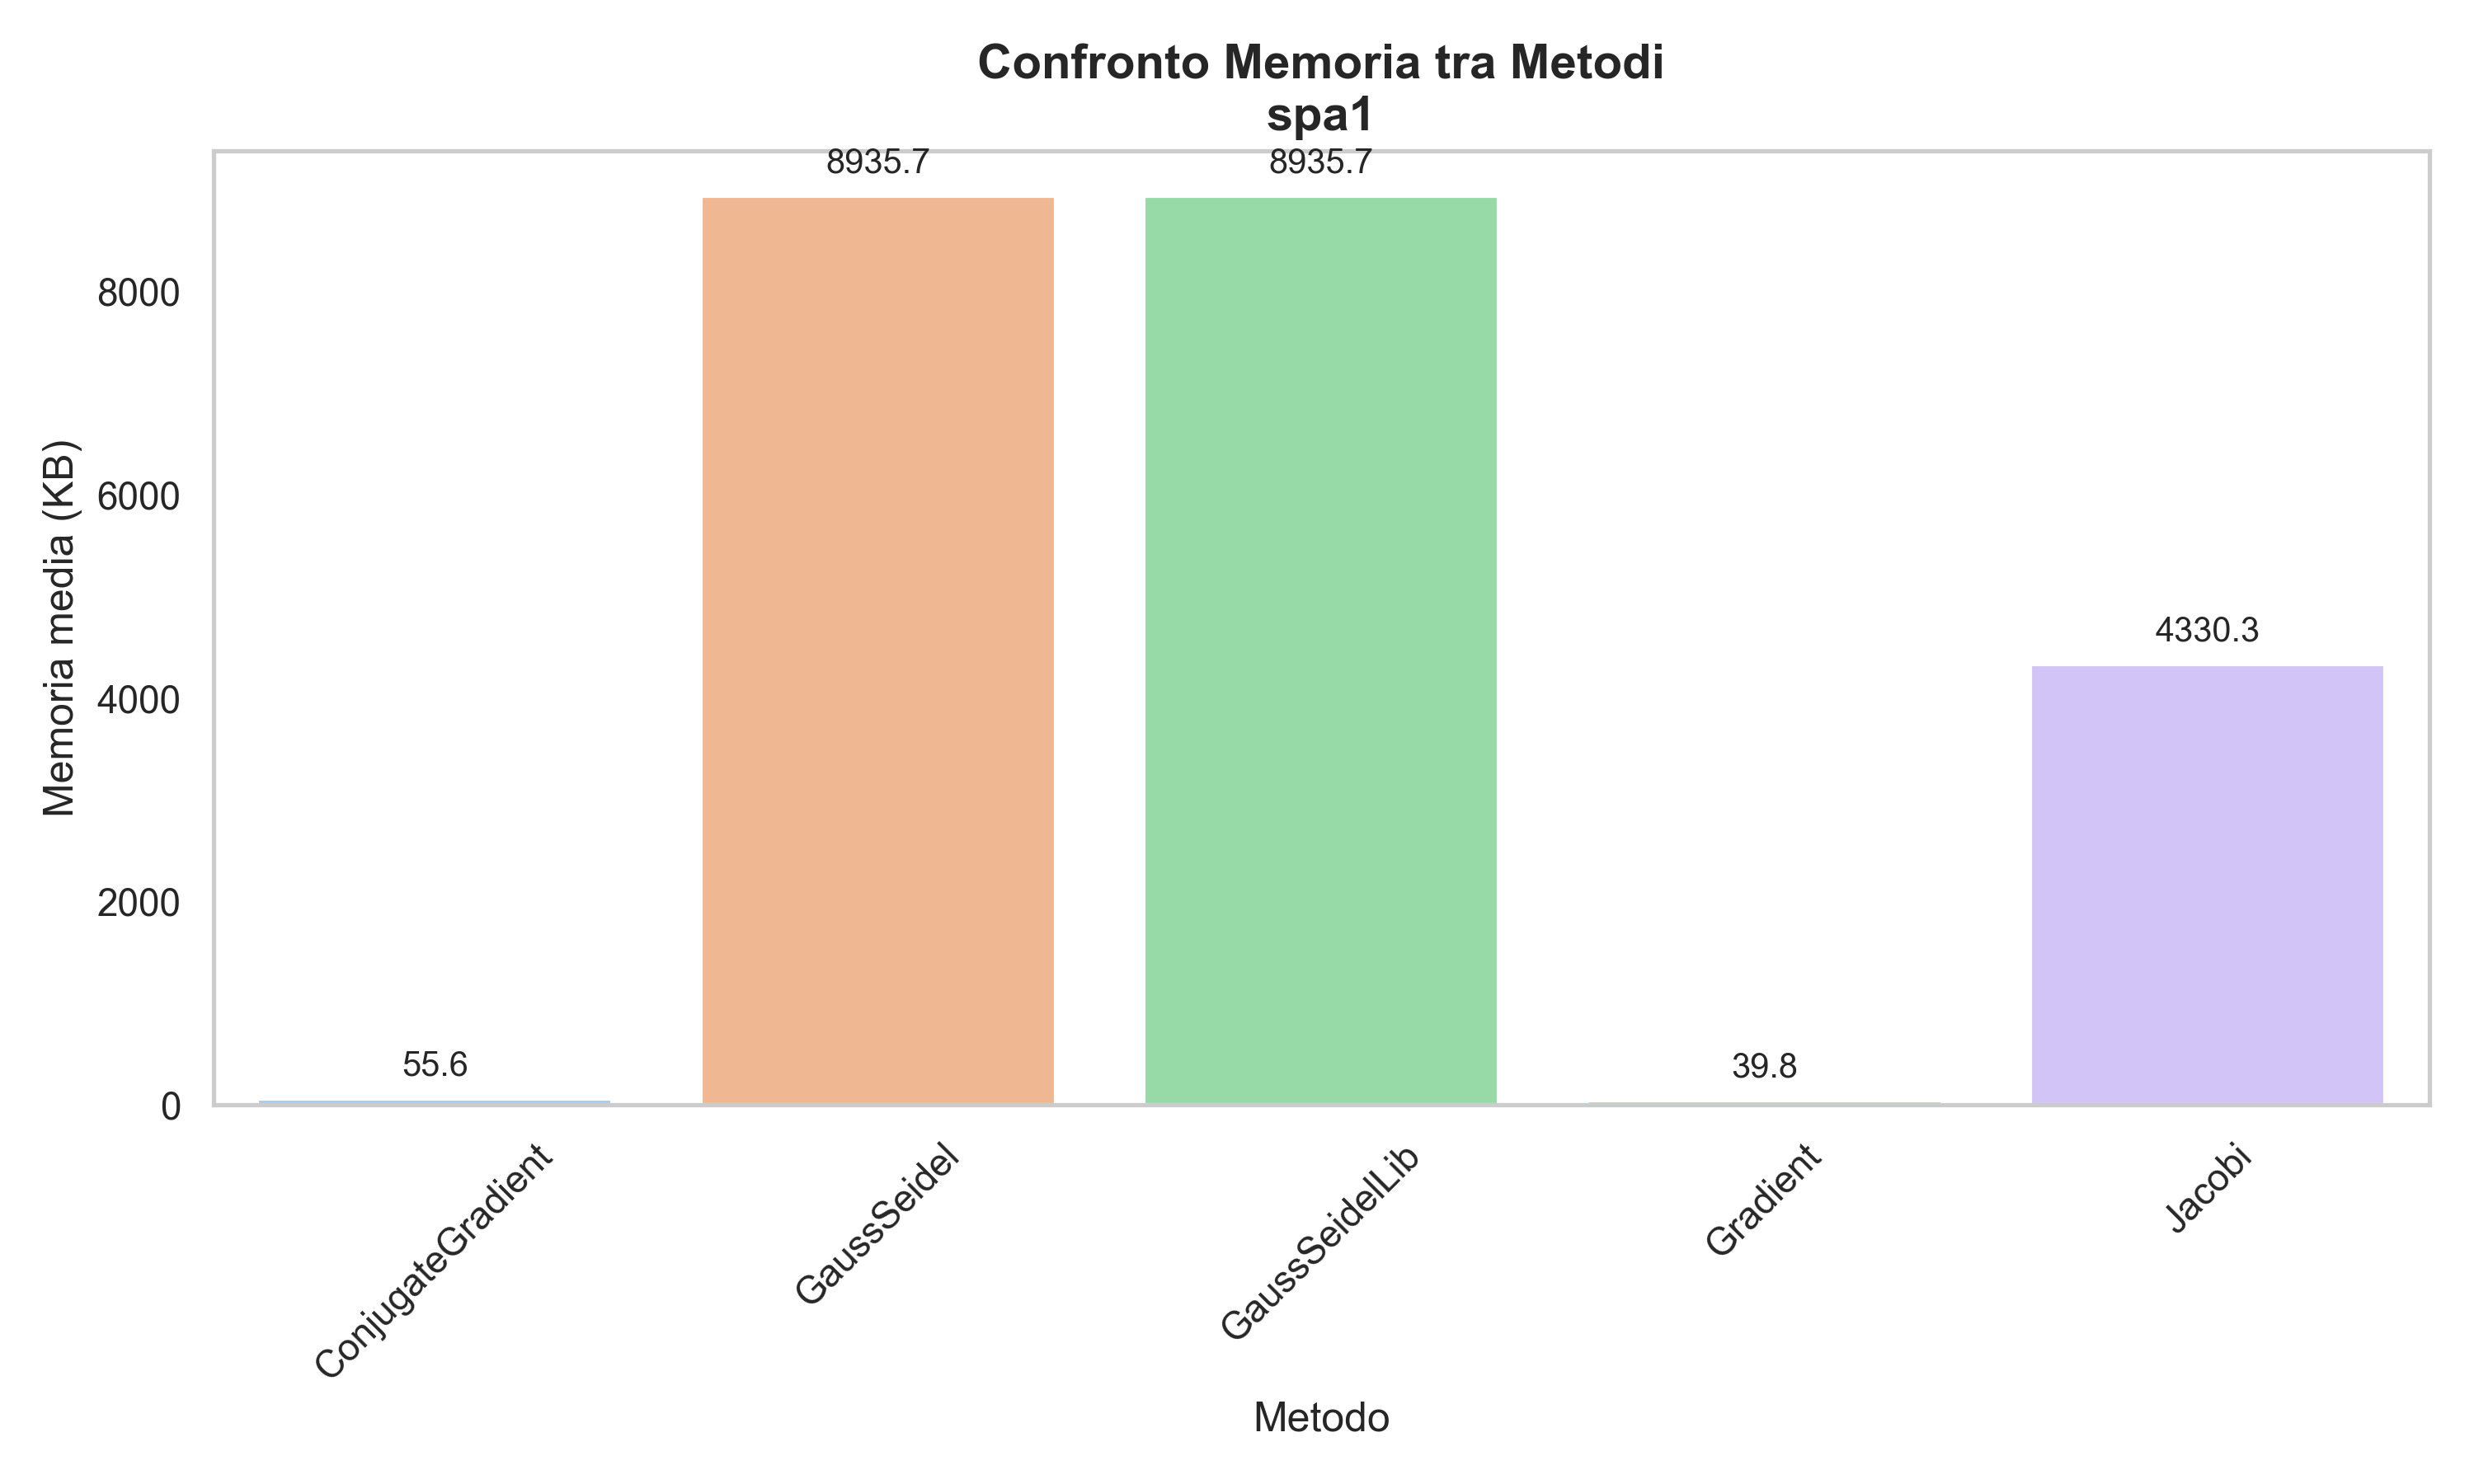 Confronto Memoria tra Metodi
spa1
8935.7
8935.7
8000
6000
4330.3
4000
2000
55.6
39.8
0
Memoria media (KB)
ConjugateGradient
GaussSeidel
GaussSeidelLib
Gradient
Jacobi
Metodo